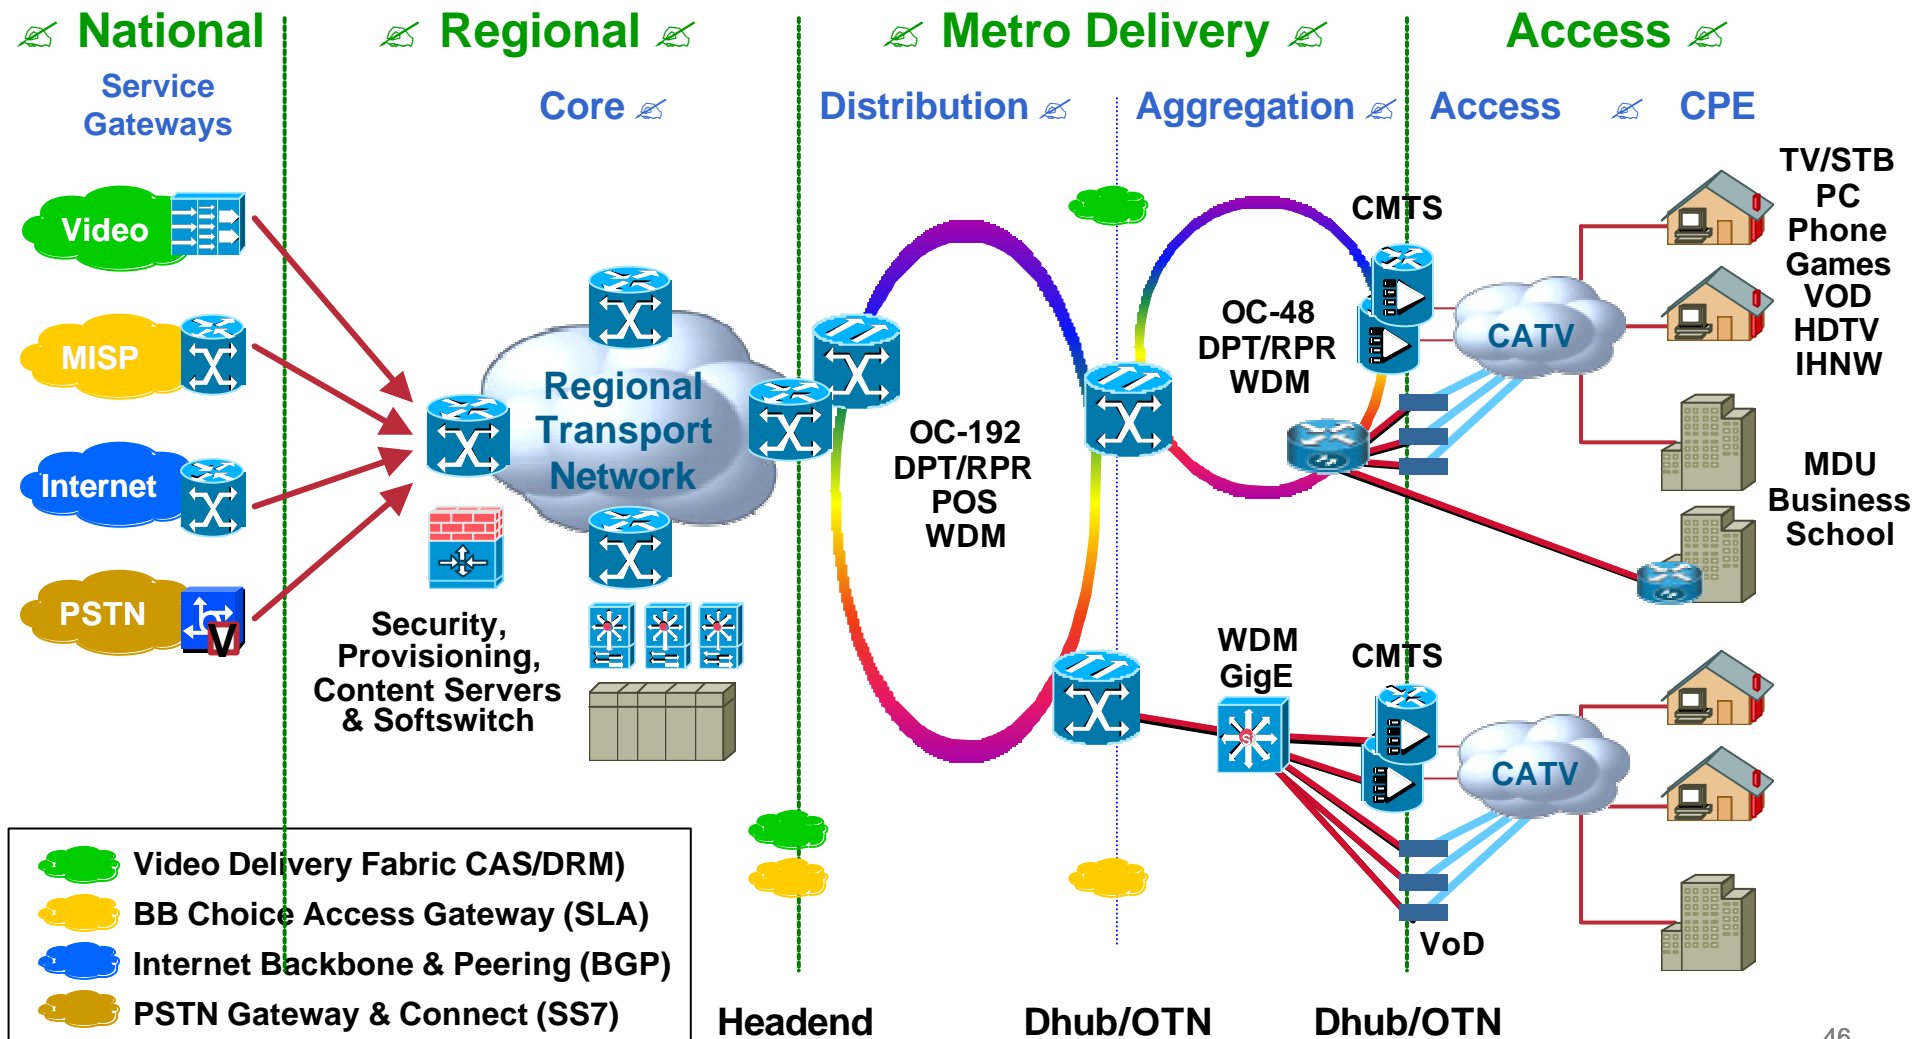 National
Regional
Metro Delivery
Access
Service
Gateways
Core
Distribution
Aggregation
Access
CPE
Video
MISP
Internet
PSTN
V
Regional
Transport
Network
Security,
Provisioning,
Content Servers
& Softswitch
OC-192
DPT/RPR
POS
WDM
OC-48
DPT/RPR
WDM
CMTS
CATV
TV/STB
PC
Phone
Games
VOD
HDTV
IHNW
MDU
Business
School
WDM
GigE
CMTS
CATV
VoD
Video Delivery Fabric CAS/DRM)
BB Choice Access Gateway (SLA)
Internet Backbone & Peering (BGP)
PSTN Gateway & Connect (SS7)
Headend
Dhub/OTN
Dhub/OTN
46